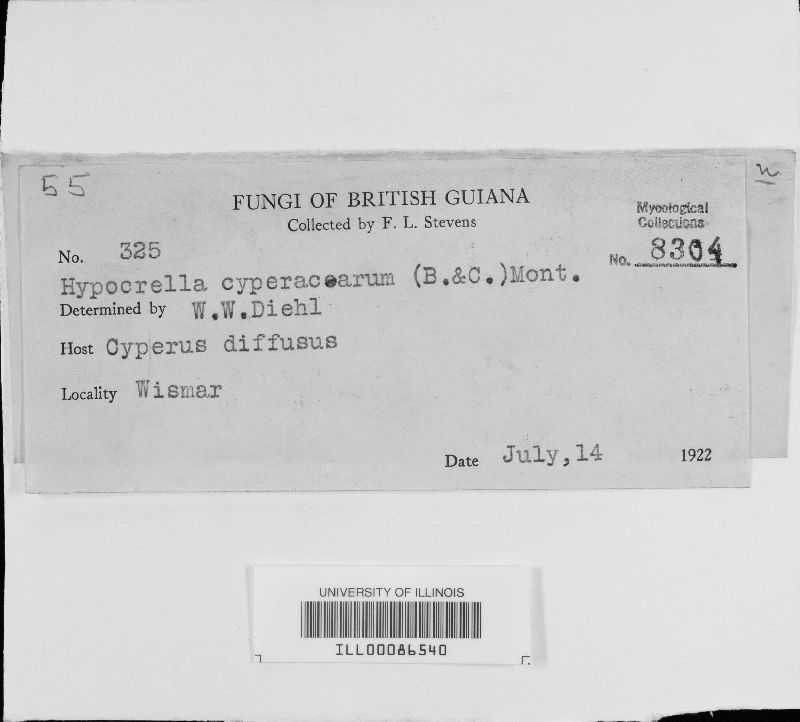 55
n
FUNGI OF BRITISH GUIANA
Collected by F. L. Stevens
Mycological
Collections
No. 8304
No. 325
Hypocrella cyperacearum (B.&C.)Mont.
Determined by W.W.Diehl
Host Cyperus diffusus
Locality Wismar
Date July,14 1922
UNIVERSITY OF ILLINOIS
ILL00086540